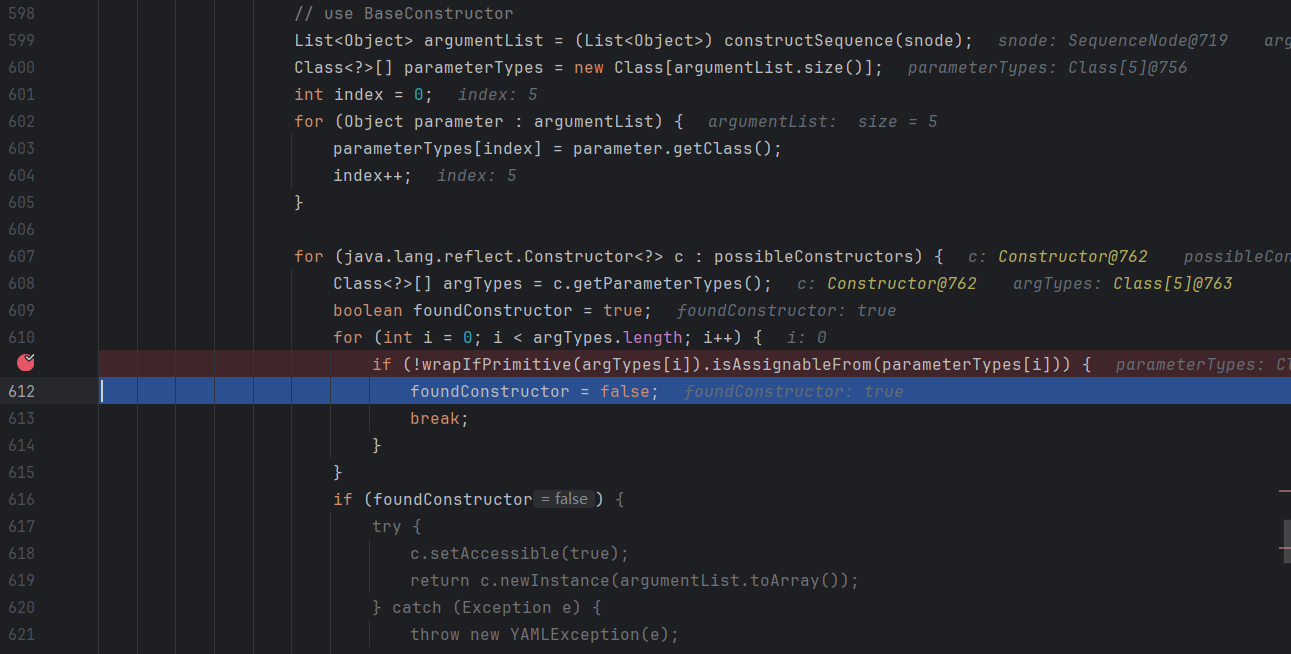 598 // use BaseConstructor
599 List<Object> argumentList = (List<Object>) constructSequence(snode); snode: SequenceNode@719 arg
600 Class<?>[] parameterTypes = new Class[argumentList.size()]; parameterTypes: Class[5]@756
601 int index = 0; index: 5
602 for (Object parameter : argumentList) { argumentList: size = 5
603 parameterTypes[index] = parameter.getClass();
604 index++; index: 5
605 }
606
607 for (java.lang.reflect.Constructor<?> c : possibleConstructors) { c: Constructor@762 possibleCon
608 Class<?>[] argTypes = c.getParameterTypes(); c: Constructor@762 argTypes: Class[5]@763
609 boolean foundConstructor = true; foundConstructor: true
610 for (int i = 0; i < argTypes.length; i++) { i: 0
if (!wrapIfPrimitive(argTypes[i]).isAssignableFrom(parameterTypes[i])) { parameterTypes: Cl
612 foundConstructor = false; foundConstructor: true
613 break;
614 }
615 }
616 if (foundConstructor = false ) {
617 try {
618 c.setAccessible(true);
619 return c.newInstance(argumentList.toArray());
620 } catch (Exception e) {
621 throw new YAMLException(e);